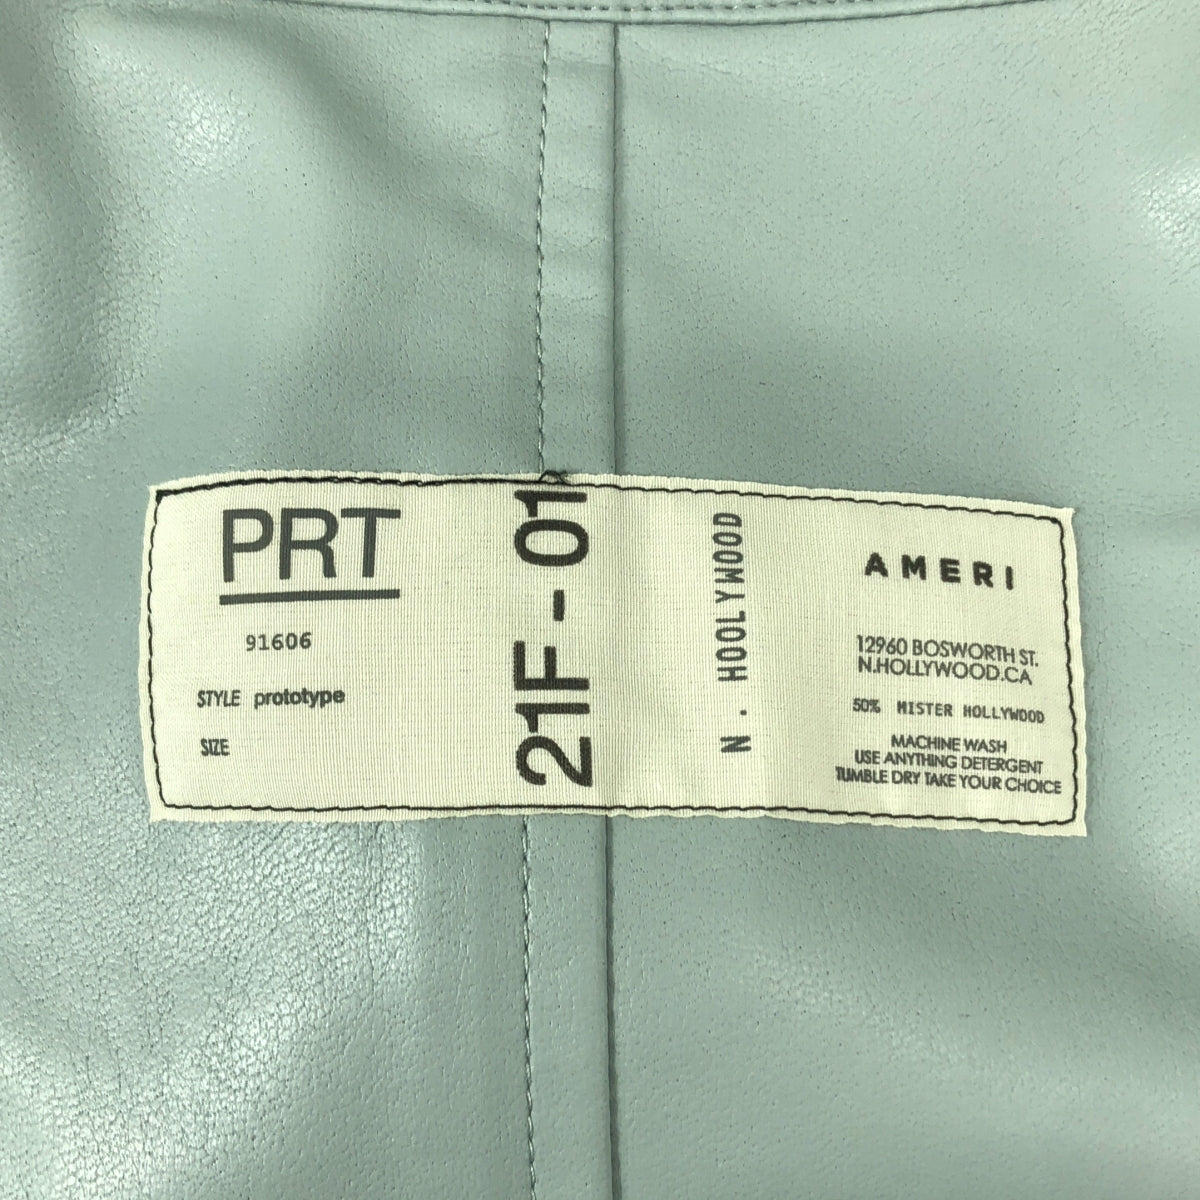 PRT
91606
STYLE prototype
SIZE
21F-01
N. HOOLYWOOD
AMERI
12960 BOSWORTH ST.
N.HOLLYWOOD.CA
50% MISTER HOLLYWOOD
MACHINE WASH
USE ANYTHING DETERGENT
TUMBLE DRY TAKE YOUR CHOICE